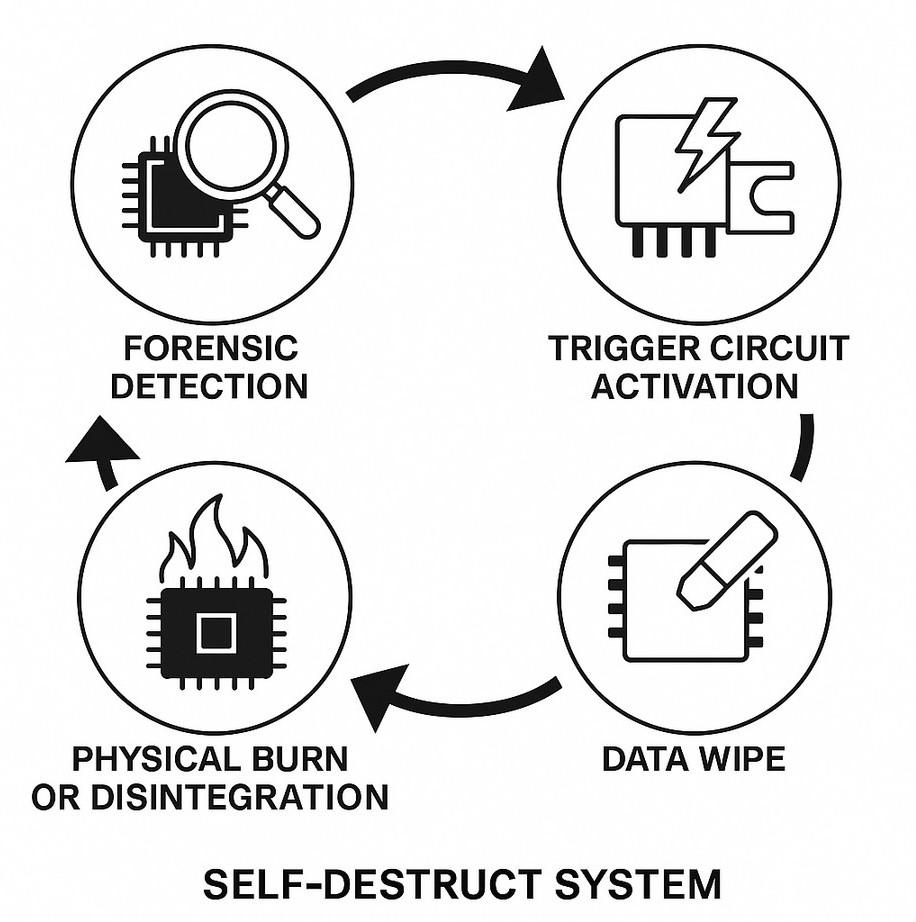 FORENSIC
DETECTION
TRIGGER CIRCUIT
ACTIVATION
PHYSICAL BURN
OR DISINTEGRATION
DATA WIPE
SELF-DESTRUCT SYSTEM